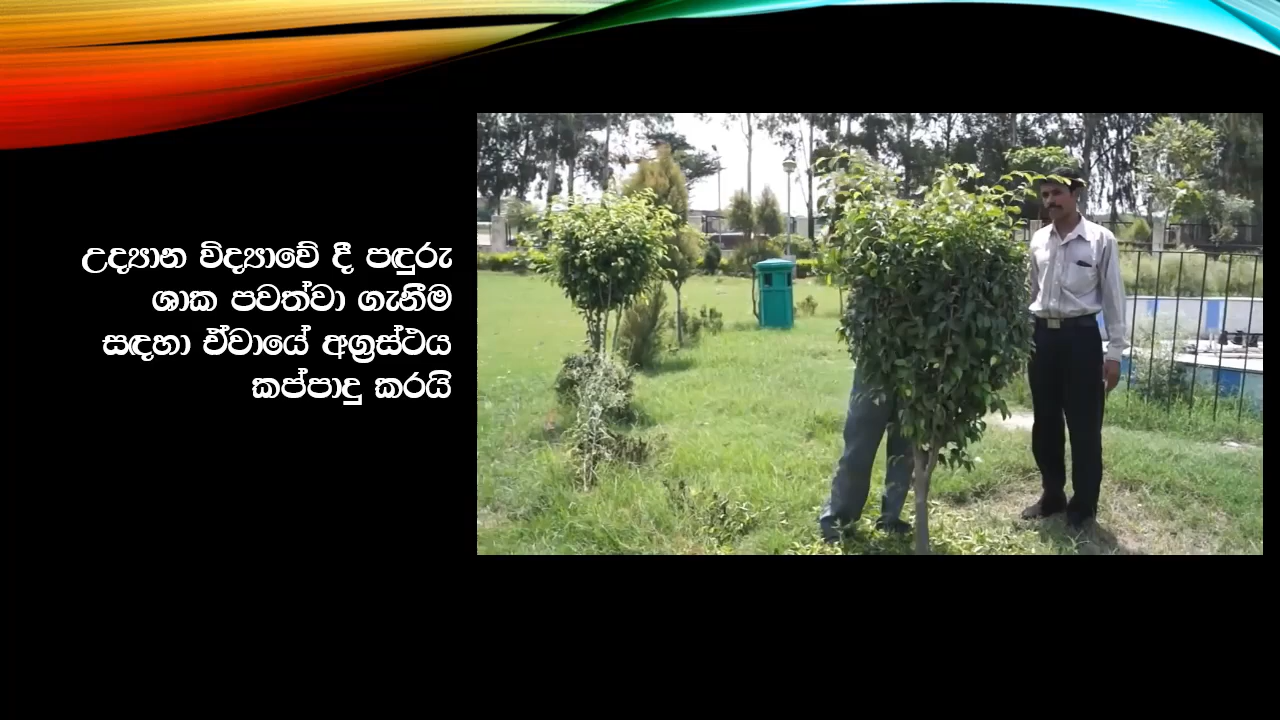 උද්‍යාන විද්‍යාවේ දී පඳුරු
ශාක පවත්වා ගැනීම
සඳහා ඒවායේ අග්‍රස්ථය
කප්පාදු කරයි